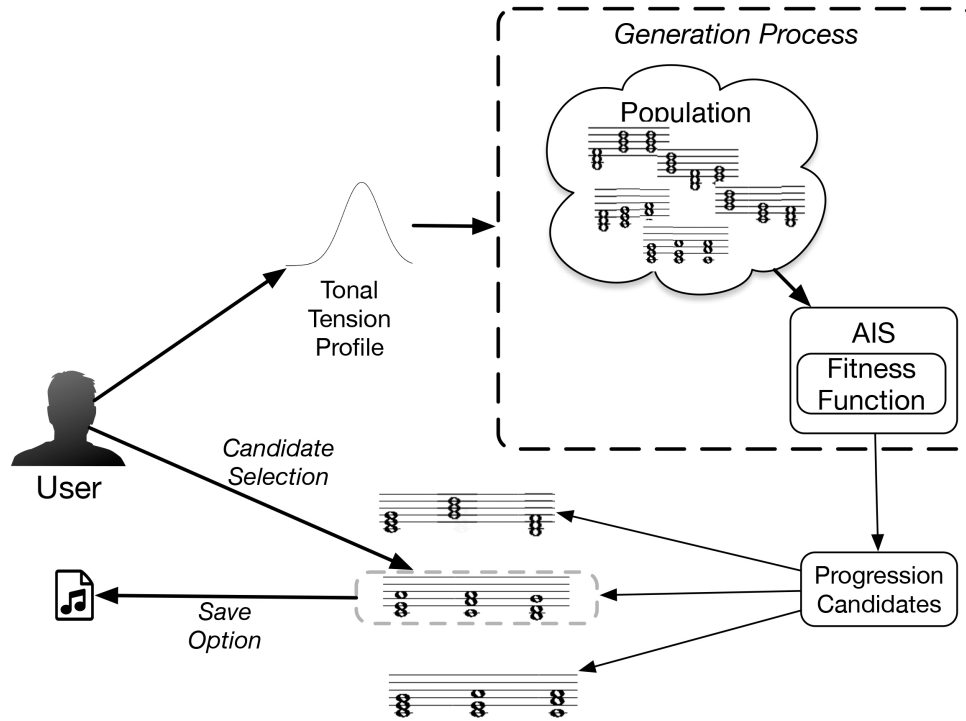 Generation Process
Population
Tonal
Tension
Profile
AIS
Fitness
Function
User
Candidate
Selection
Progression
Candidates
Save
Option